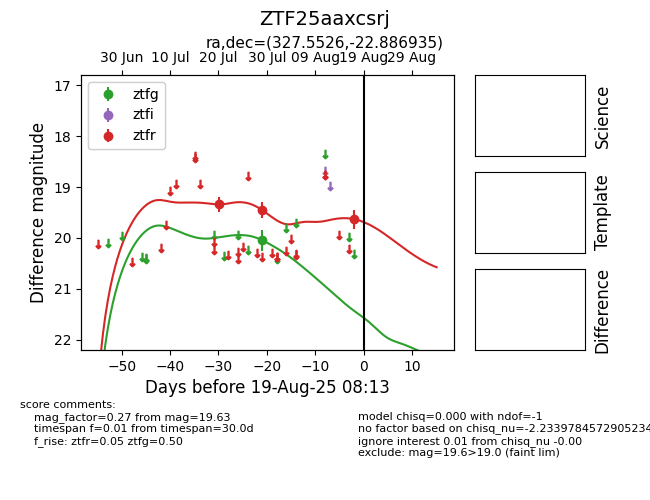 ZTF25aaxcsrj
ra,dec=(327.5526,-22.886935)
30 Jun 10 Jul 20 Jul 30 Jul 09 Aug 19 Aug 29 Aug
17
18
19
20
21
22
Difference magnitude
ztfg
ztfi
ztfr
−50 −40 −30 −20 −10 0 10
Days before 19-Aug-25 08:13
Science
Template
Difference
score comments:
mag_factor=0.27 from mag=19.63
timespan f=0.01 from timespan=30.0d
f_rise: ztfr=0.05 ztfg=0.50
model chisq=0.000 with ndof=-1
no factor based on chisq_nu=-2.2339784572905234
ignore interest 0.01 from chisq_nu -0.00
exclude: mag=19.6>19.0 (faint lim)